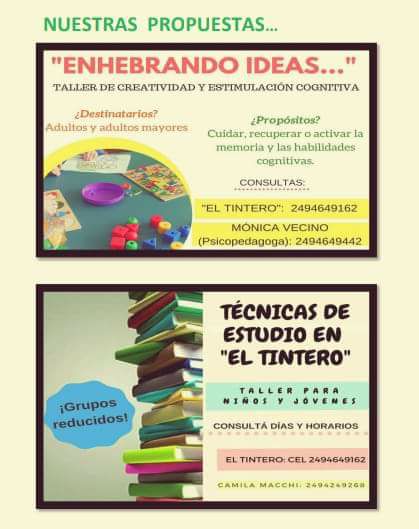 NUESTRAS PROPUESTAS...
"ENHEBRANDO IDEAS..."
TALLER DE CREATIVIDAD Y ESTIMULACIÓN COGNITIVA
¿Destinatarios?
Adultos y adultos mayores
¿Propósitos?
Cuidar, recuperar o activar la
memoria y las habilidades
cognitivas.
CONSULTAS:
"EL TINTERO": 2494649162
MÓNICA VECINO
(Psicopedagoga): 2494649442
TÉCNICAS DE
ESTUDIO EN
"EL TINTERO"
¡Grupos
reducidos!
TALLER PARA
NIÑOS Y JÓVENES
CONSULTÁ DÍAS Y HORARIOS
EL TINTERO: CEL 2494649162
CAMILA MACCHI: 2494249268